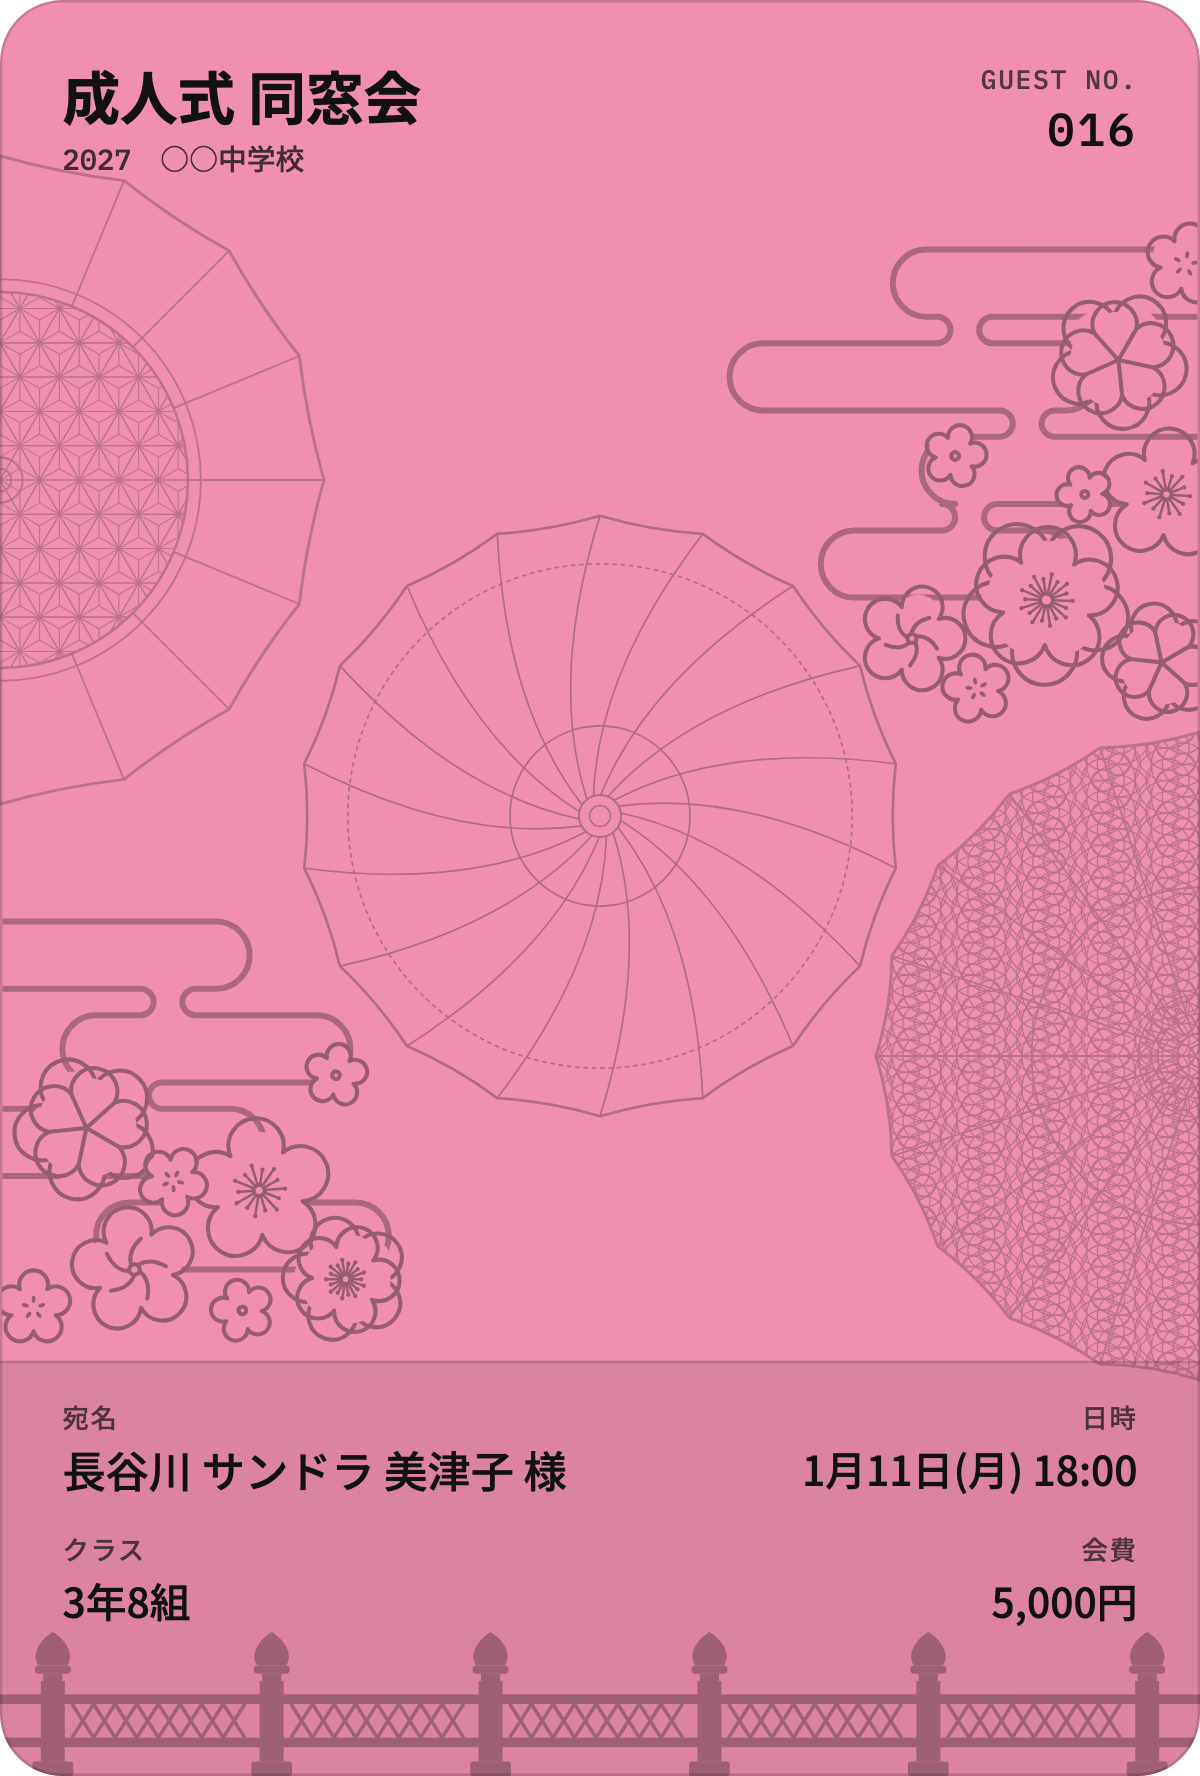 成人式 同窓会
2027 〇〇中学校
GUEST NO.
016
宛名
長谷川 サンドラ 美津子 様
日時
1月11日(月) 18:00
クラス
3年8組
会費
5,000円